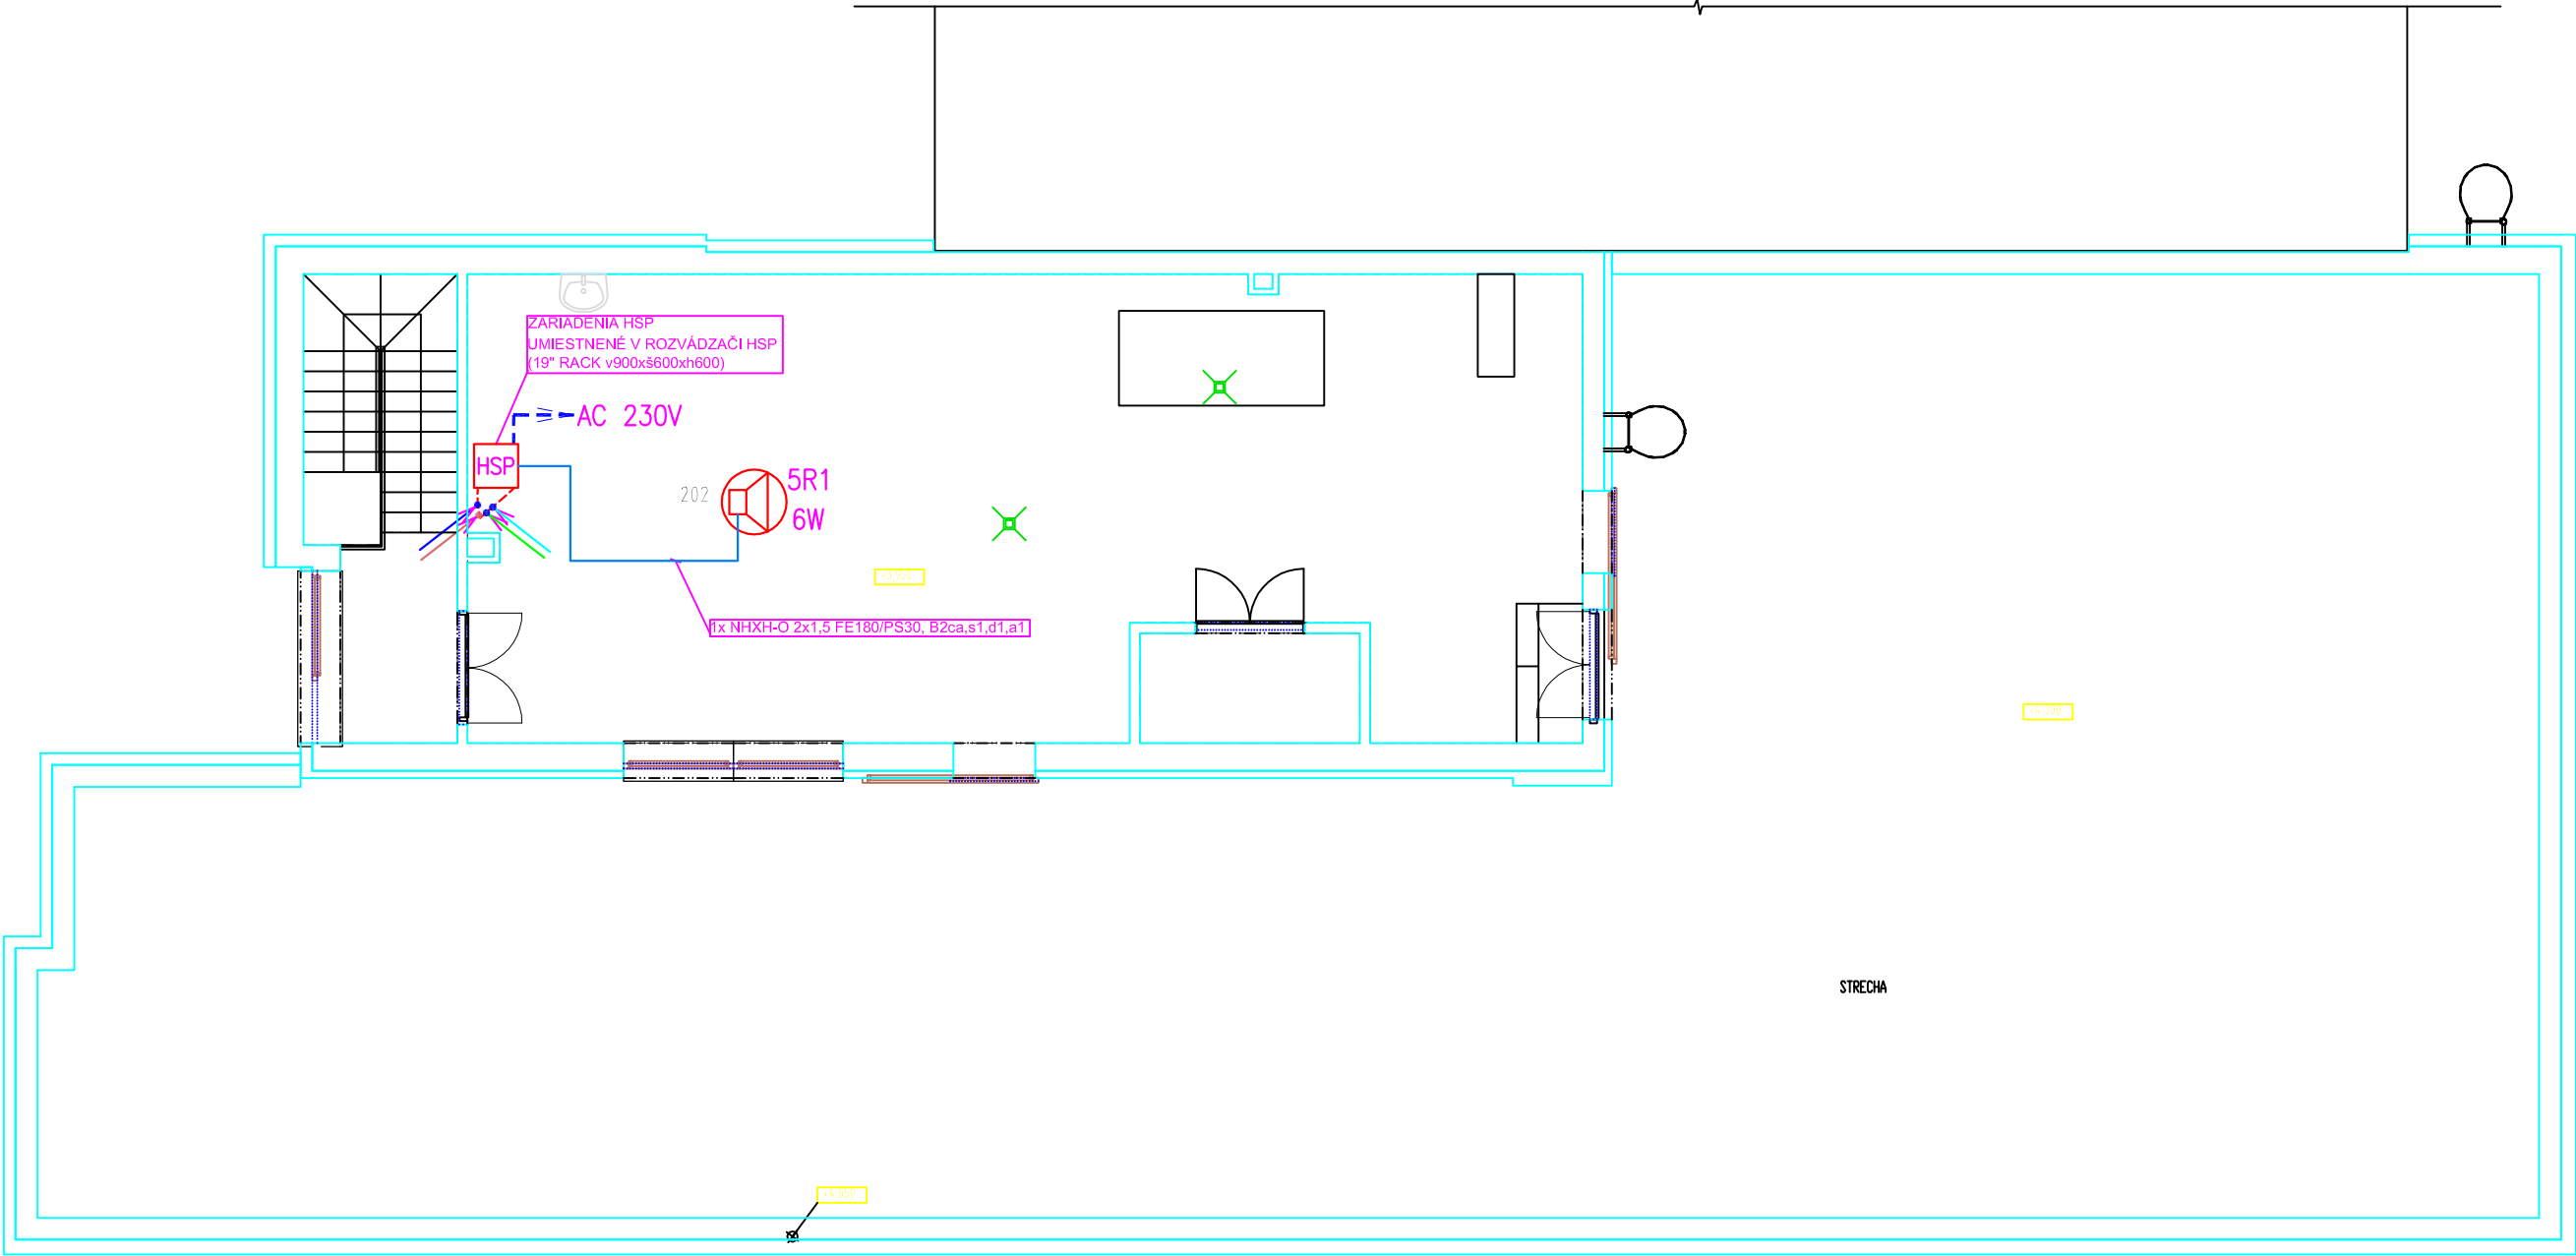 ZARIADENIA HSP
UMIESTNENÉ V ROZVÁDZAČI HSP
(19" RACK v900xš600xh600)
AC 230V
HSP
202
5R1
6W
1x NHXH-O 2x1,5 FE180/PS30, B2ca,s1,d1,a1
STRECHA